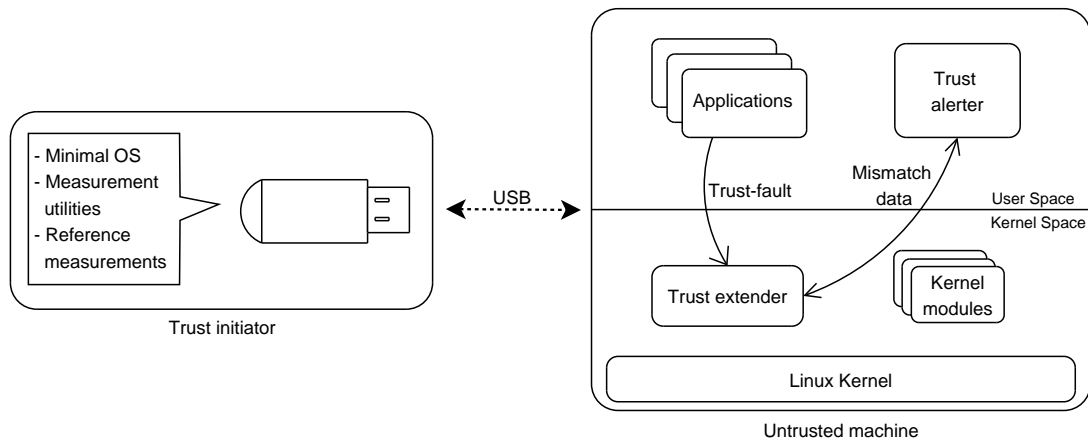 - Minimal OS
- Measurement
utilities
- Reference
measurements
Trust initiator
USB
Applications
Trust
alerter
Trust-fault
Mismatch
data
User Space
Kernel Space
Trust extender
Kernel
modules
Linux Kernel
Untrusted machine